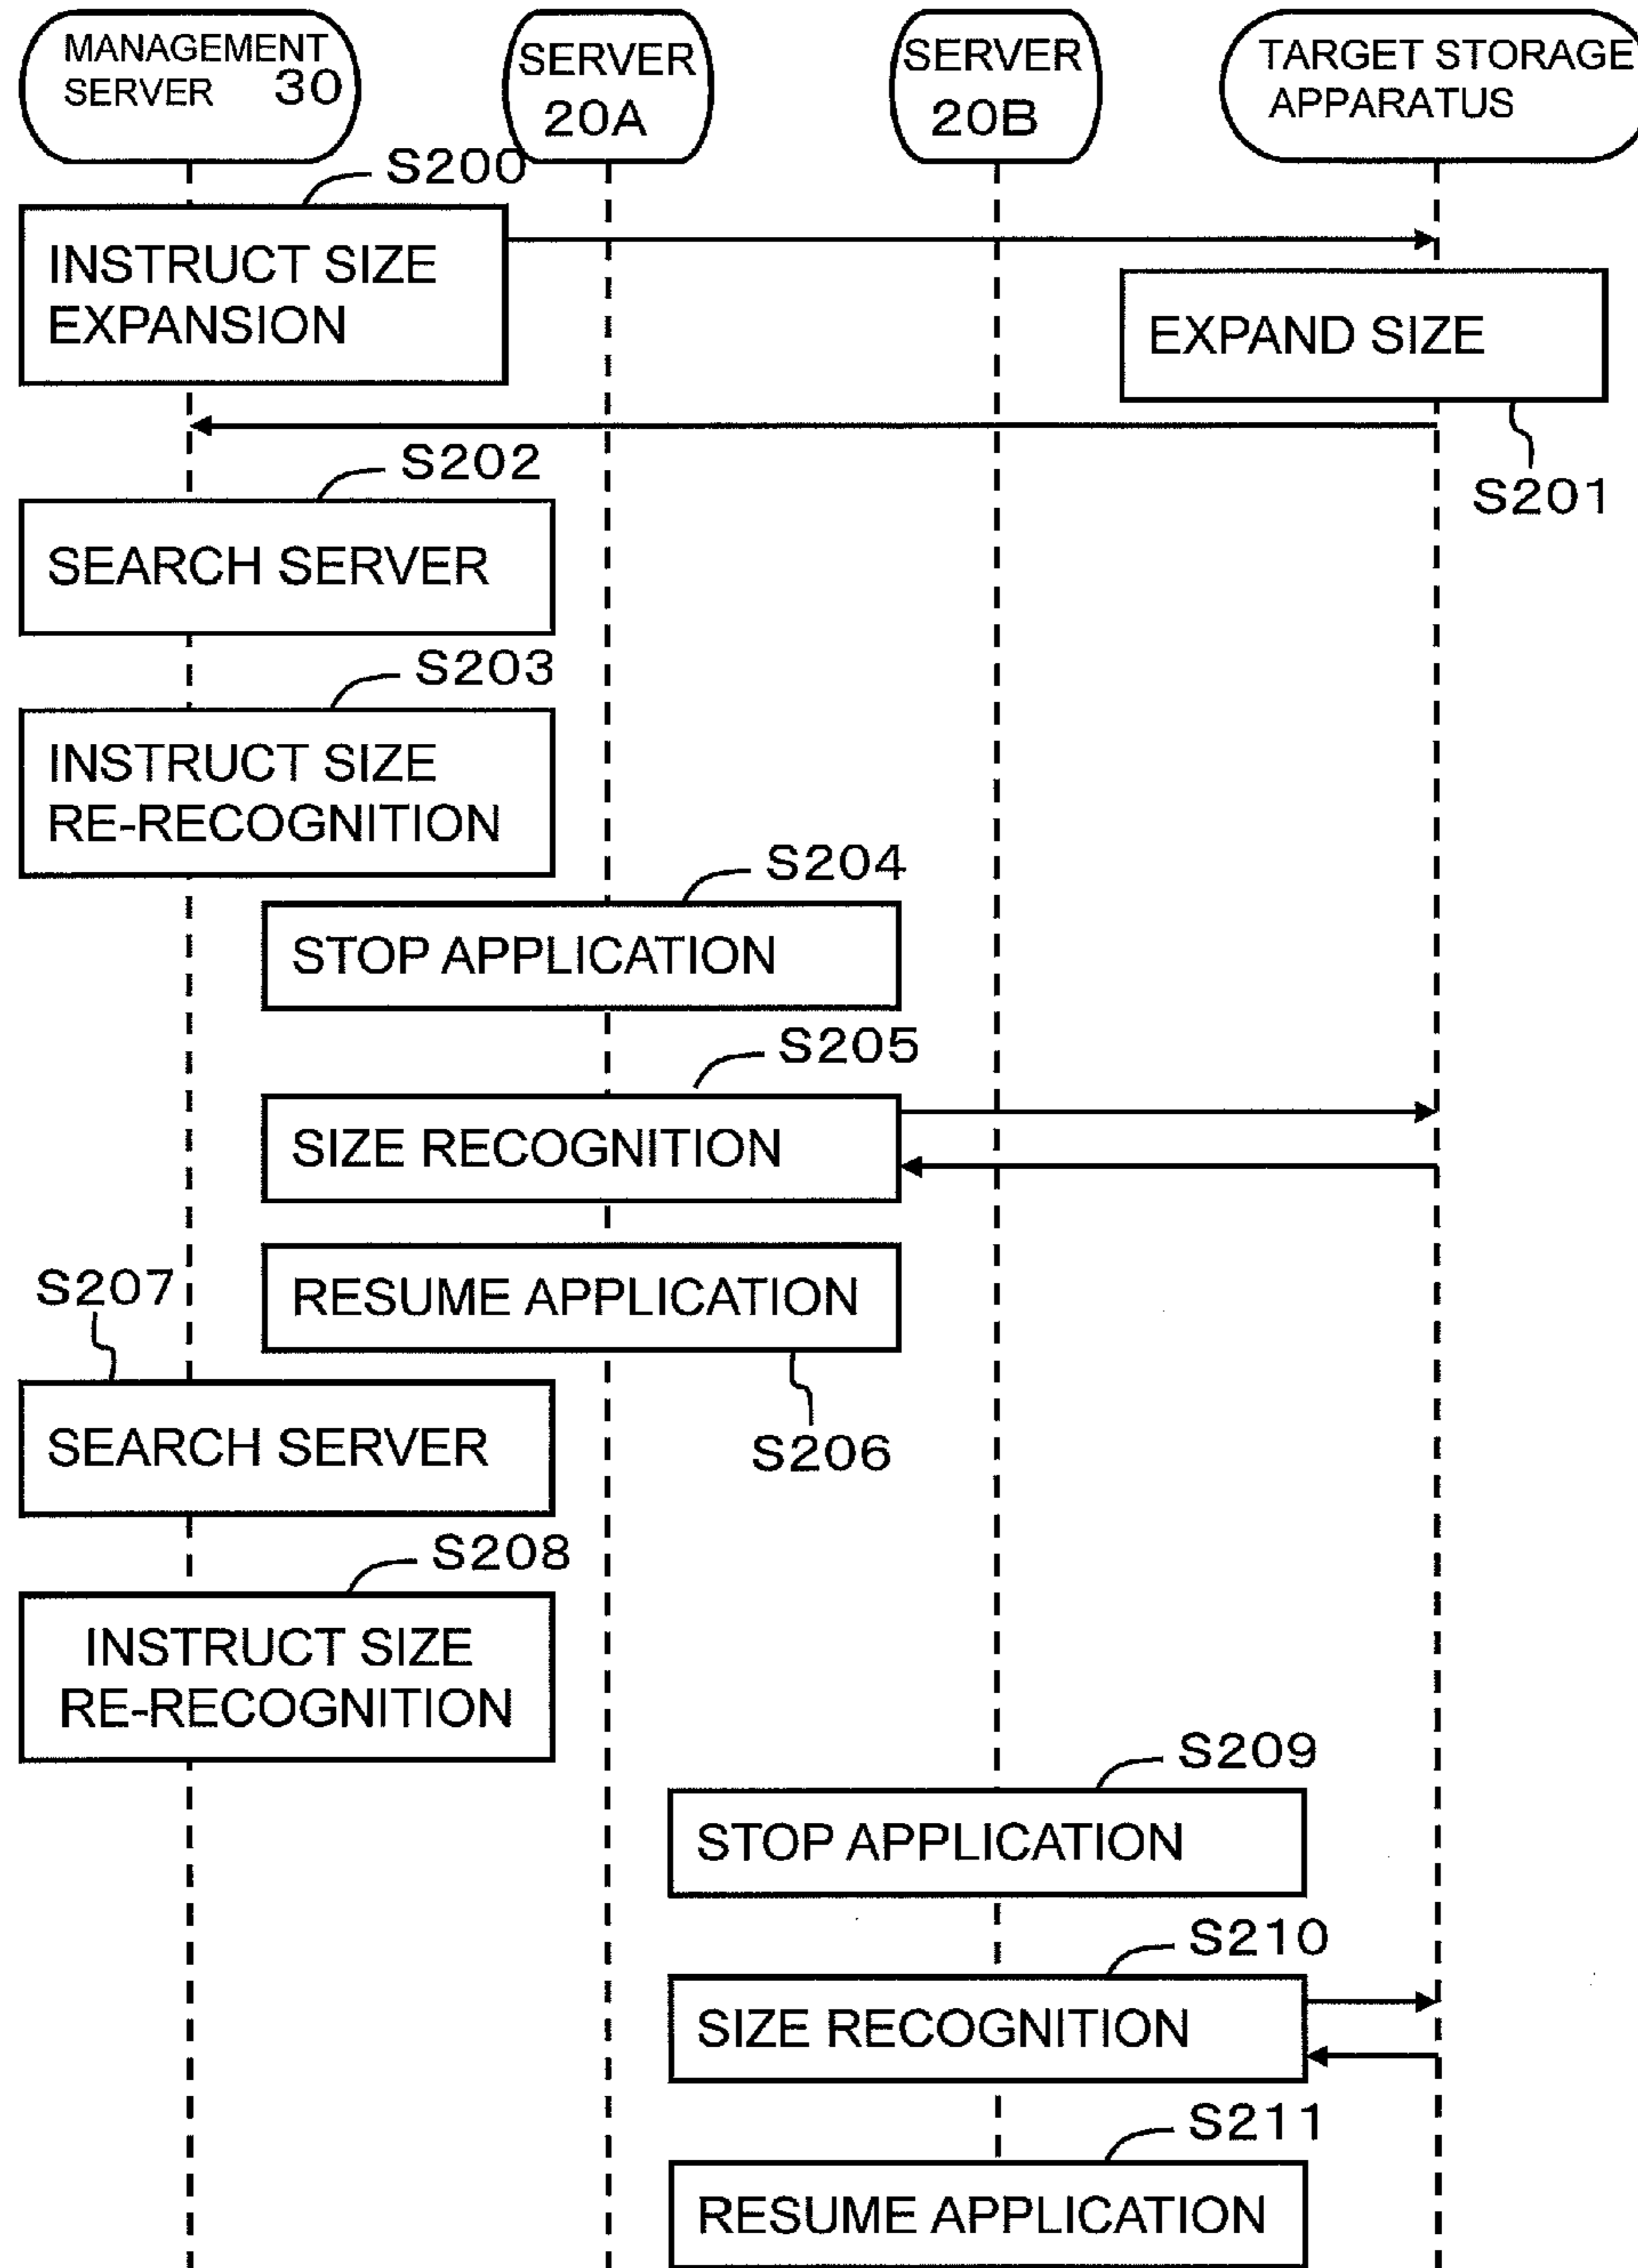 MANAGEMENT
SERVER 30
SERVER
20A
SERVER
20B
TARGET STORAGE
APPARATUS
S200
INSTRUCT SIZE
EXPANSION
EXPAND SIZE
S201
S202
SEARCH SERVER
S203
INSTRUCT SIZE
RE-RECOGNITION
S204
STOP APPLICATION
S205
SIZE RECOGNITION
RESUME APPLICATION
S206
S207
SEARCH SERVER
S208
INSTRUCT SIZE
RE-RECOGNITION
S209
STOP APPLICATION
S210
SIZE RECOGNITION
S211
RESUME APPLICATION